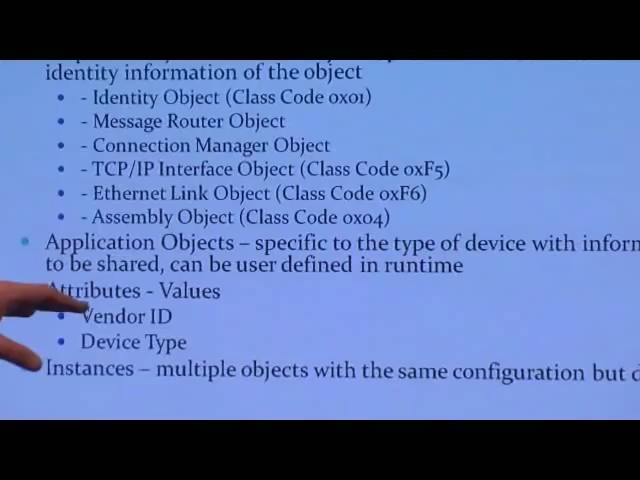 identity information of the object
- Identity Object (Class Code 0x01)
- Message Router Object
- Connection Manager Object
- TCP/IP Interface Object (Class Code 0xF5)
- Ethernet Link Object (Class Code 0xF6)
- Assembly Object (Class Code 0x04)
Application Objects – specific to the type of device with inform
to be shared, can be user defined in runtime
Attributes - Values
Vendor ID
Device Type
Instances – multiple objects with the same configuration but d